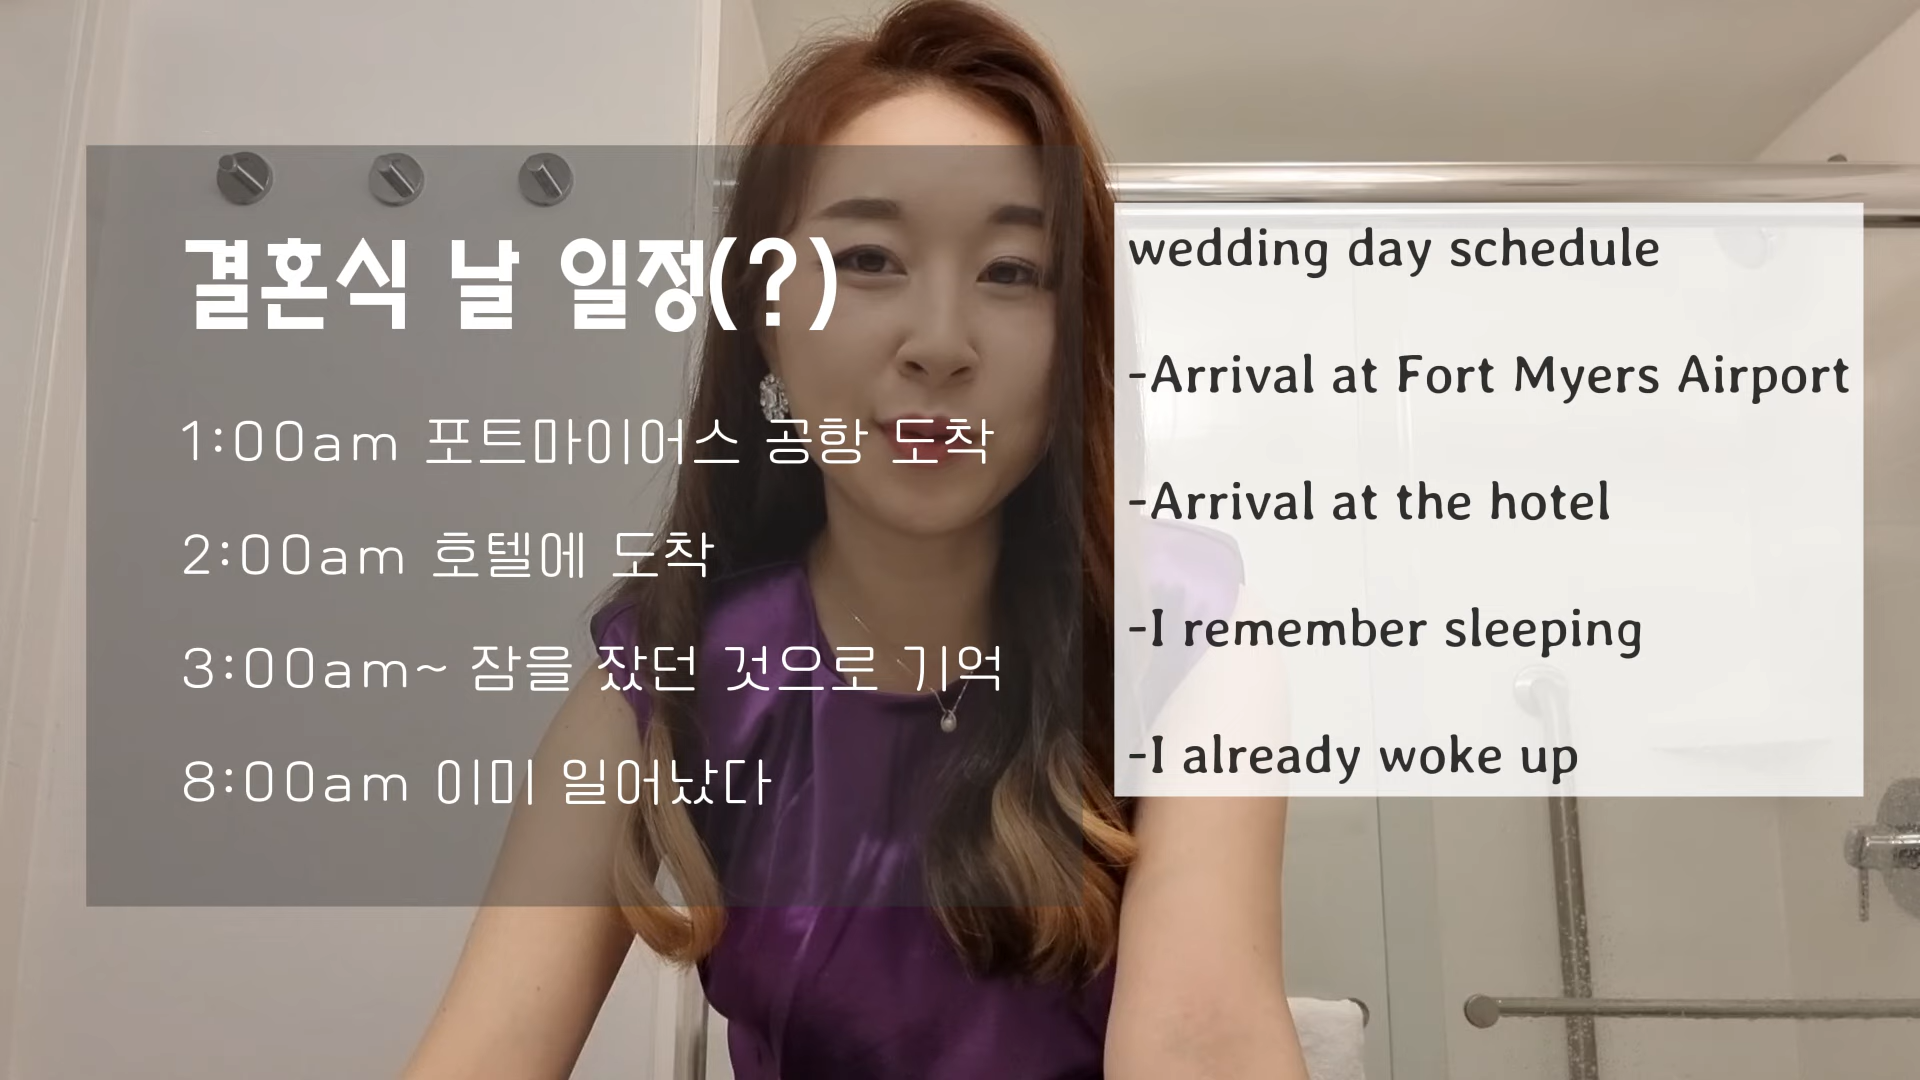 결혼식 날 일정(?)
1:00am 포트마이어스 공항 도착
2:00am 호텔에 도착
3:00am~ 잠을 잤던 것으로 기억
8:00am 이미 일어났다
wedding day schedule
-Arrival at Fort Myers Airport
-Arrival at the hotel
-I remember sleeping
-I already woke up